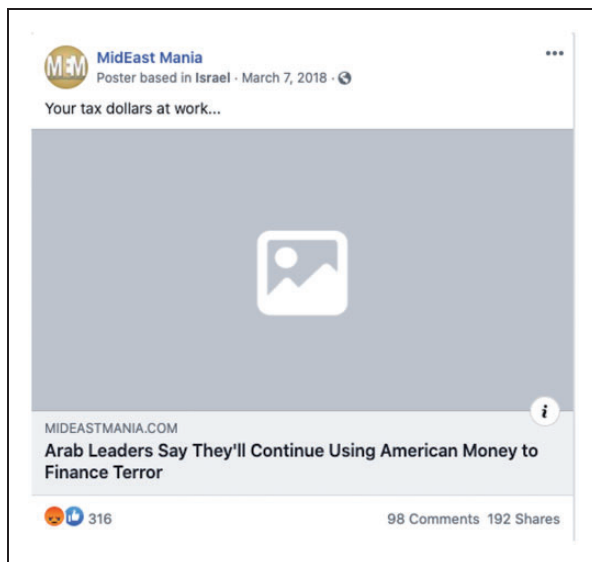 MEM
MidEast Mania
Poster based in Israel · March 7, 2018 ·
Your tax dollars at work...
i
MIDEASTMANIA.COM
Arab Leaders Say They'll Continue Using American Money to
Finance Terror
316 98 Comments 192 Shares